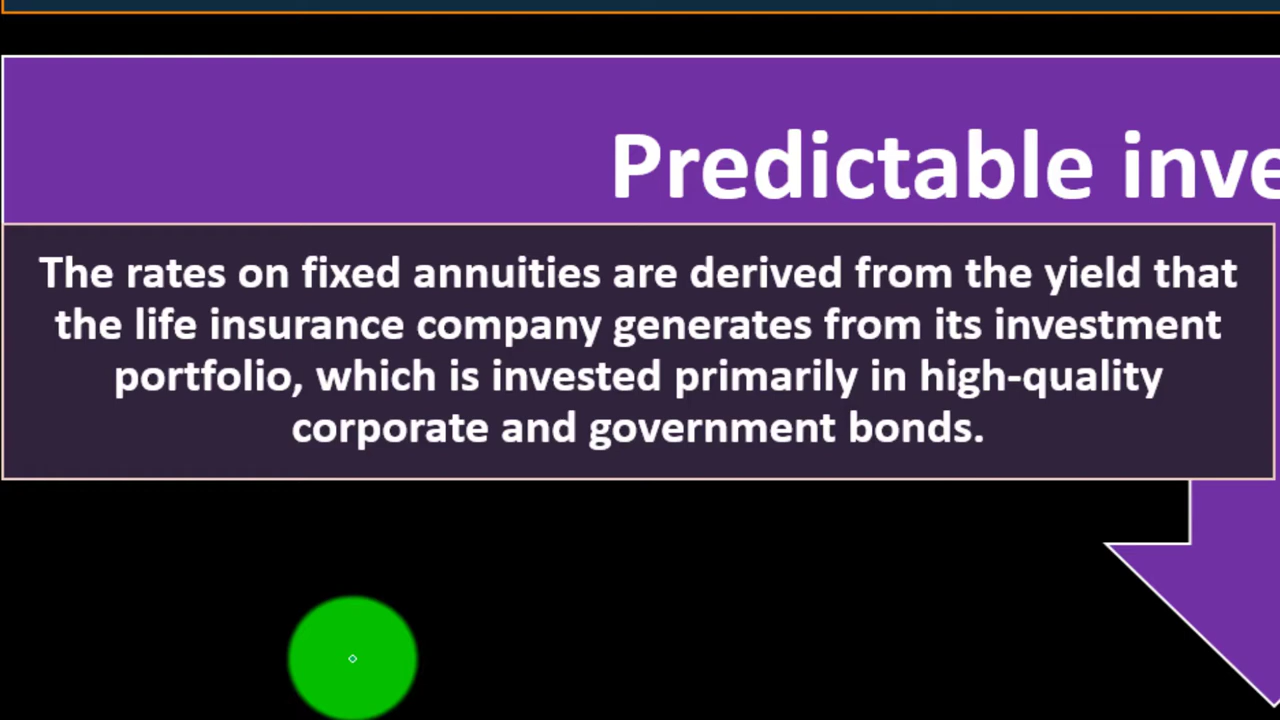 Predictable inve
The rates on fixed annuities are derived from the yield that
the life insurance company generates from its investment
portfolio, which is invested primarily in high-quality
corporate and government bonds.